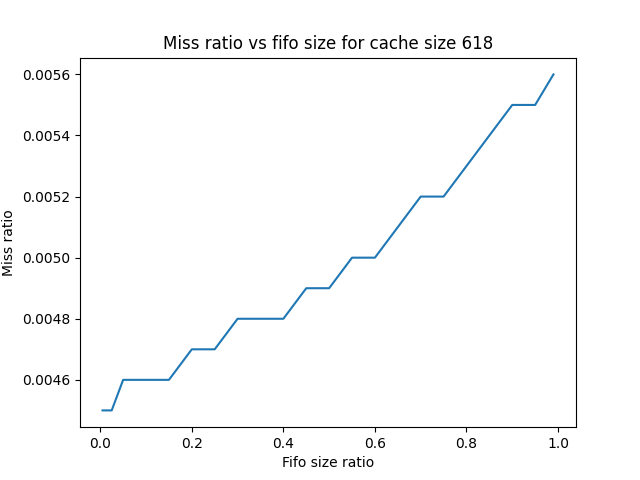 Miss ratio vs fifo size for cache size 618
0.0056
0.0054
0.0052
0.0050
0.0048
0.0046
Miss ratio
0.0 0.2 0.4 0.6 0.8 1.0
Fifo size ratio